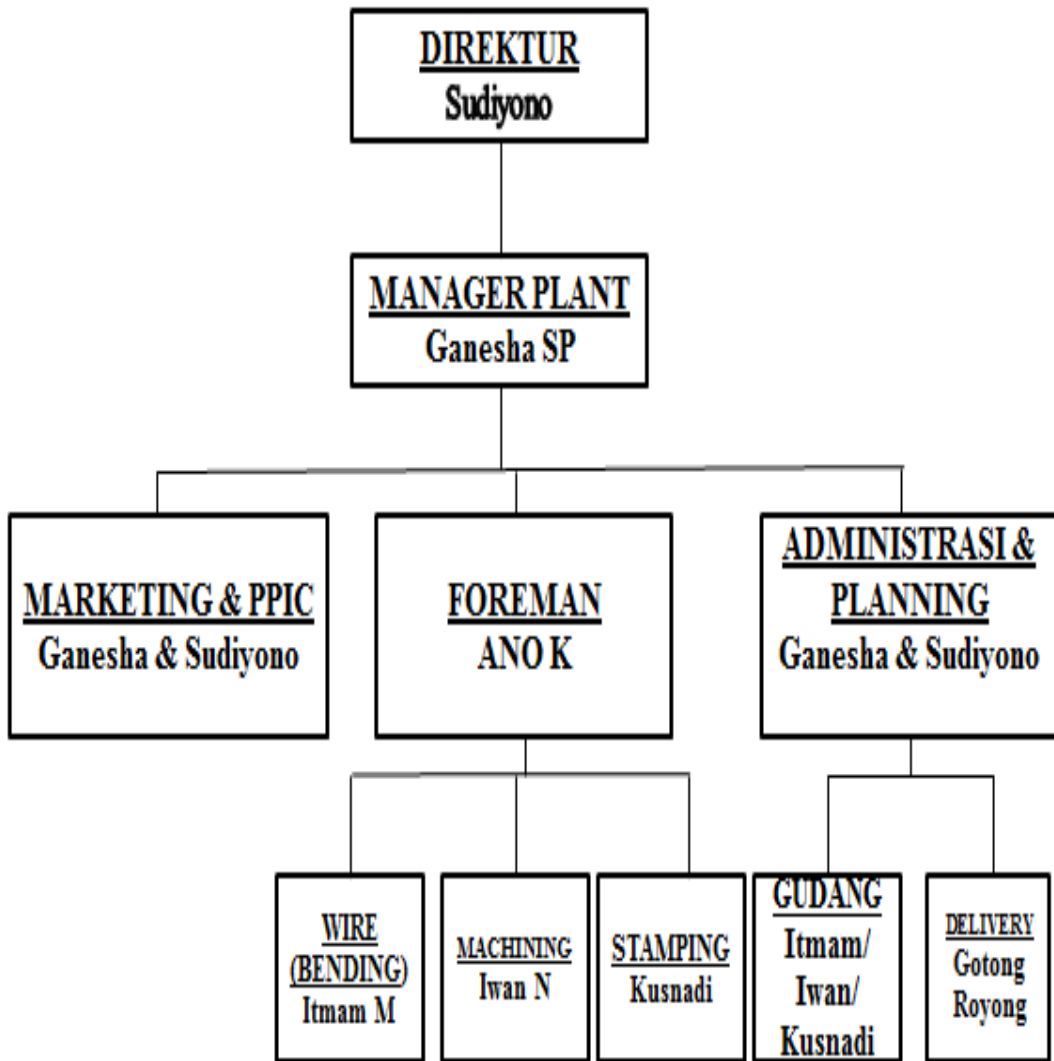 DIREKTUR
Sudiyono
MANAGER PLANT
Ganesha SP
MARKETING & PPIC
Ganesha & Sudiyono
FOREMAN
ANO K
ADMINISTRASI &
PLANNING
Ganesha & Sudiyono
WIRE
(BENDING)
Itmam M
MACHINING
Iwan N
STAMPING
Kusnadi
GUDANG
Itmam/
Iwan/
Kusnadi
DELIVERY
Gotong
Royong